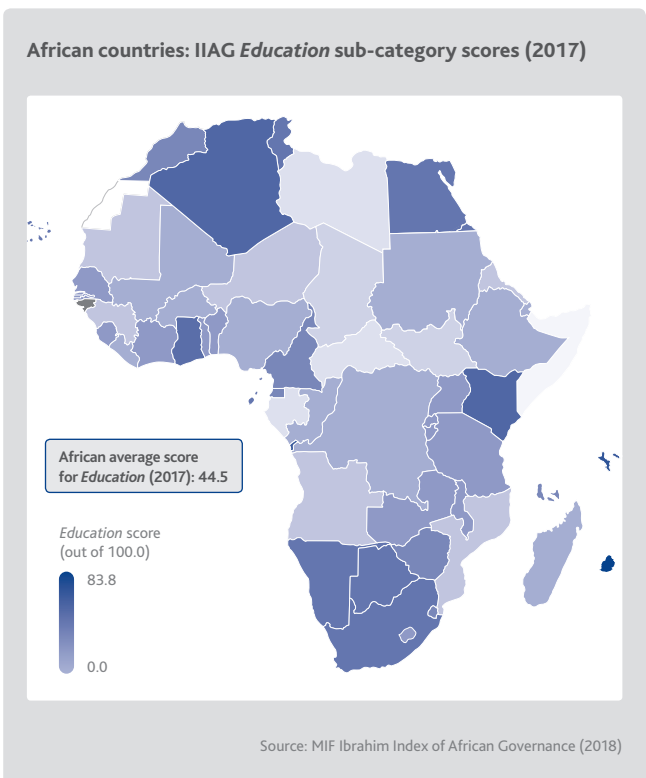 African countries: IIAG Education sub-category scores (2017)
African average score
for Education (2017): 44.5
Education score
(out of 100.0)
83.8
0.0
Source: MIF Ibrahim Index of African Governance (2018)